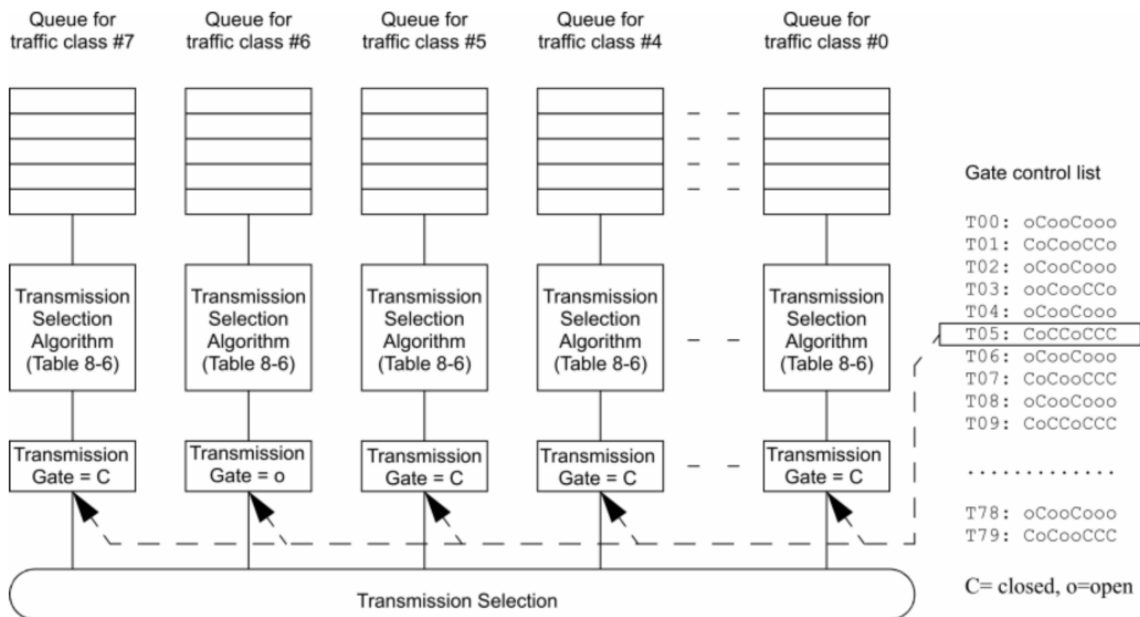 Queue for
traffic class #7
Queue for
traffic class #6
Queue for
traffic class #5
Queue for
traffic class #4
Queue for
traffic class #0
Transmission
Selection
Algorithm
(Table 8-6)
Transmission
Selection
Algorithm
(Table 8-6)
Transmission
Selection
Algorithm
(Table 8-6)
Transmission
Selection
Algorithm
(Table 8-6)
Transmission
Selection
Algorithm
(Table 8-6)
Transmission
Gate = C
Transmission
Gate = o
Transmission
Gate = C
Transmission
Gate = C
Transmission
Gate = C
Transmission Selection
Gate control list
T00: oCooCooo
T01: CoCooCCo
T02: oCooCooo
T03: ooCooCCo
T04: oCooCooo
T05: CoCCoCCC
T06: oCooCooo
T07: CoCooCCC
T08: oCooCooo
T09: CoCCoCCC
. . . . . . . . . . . . .
T78: oCooCooo
T79: CoCooCCC
C= closed, o=open